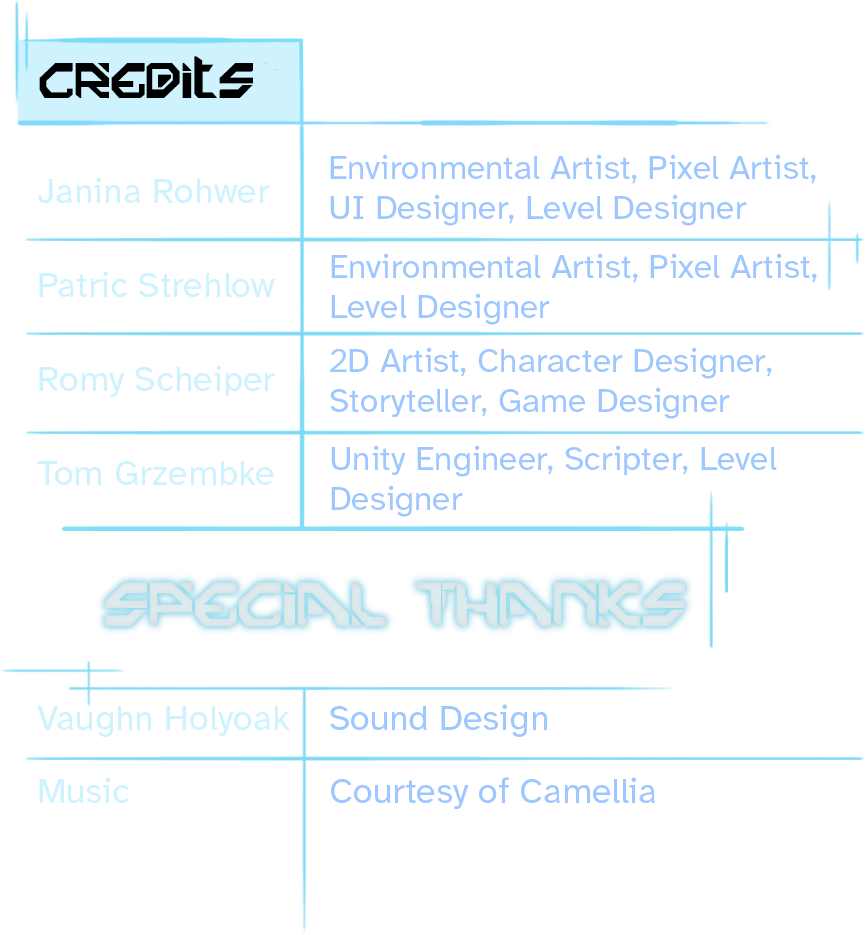 CREDitS
Janina Rohwer
Environmental Artist, Pixel Artist,
UI Designer, Level Designer
Patric Strehlow
Environmental Artist, Pixel Artist,
Level Designer
Romy Scheiper
2D Artist, Character Designer,
Storyteller, Game Designer
Tom Grzembke
Unity Engineer, Scripter, Level
Designer
SPECiAL THANKS
Vaughn Holyoak
Sound Design
Music
Courtesy of Camellia